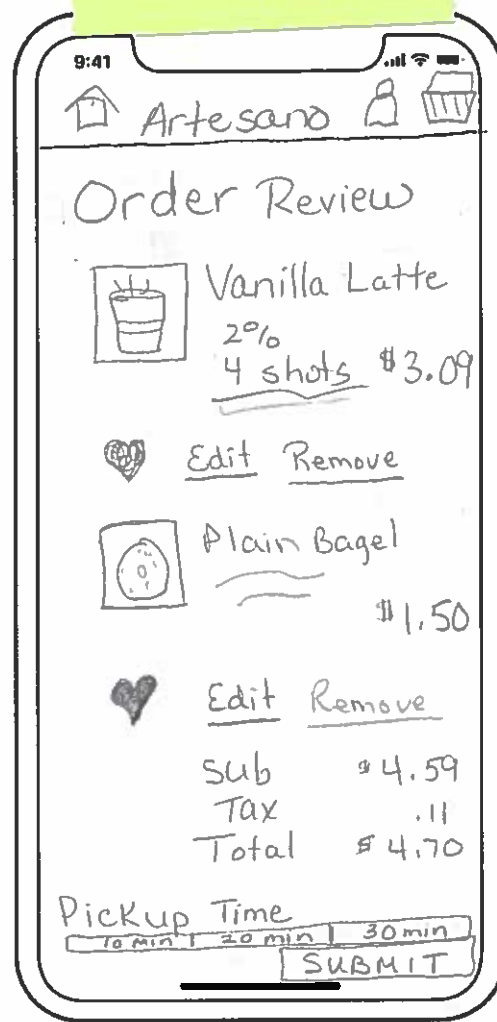 9:41
Artesano
Order Review
Vanilla Latte
2%
4 shots $3.09
Edit Remove
Plain Bagel
$1.50
Edit Remove
Sub $4.59
Tax .11
Total $4.70
Pickup Time
10 min 20 min 30 min
SUBMIT